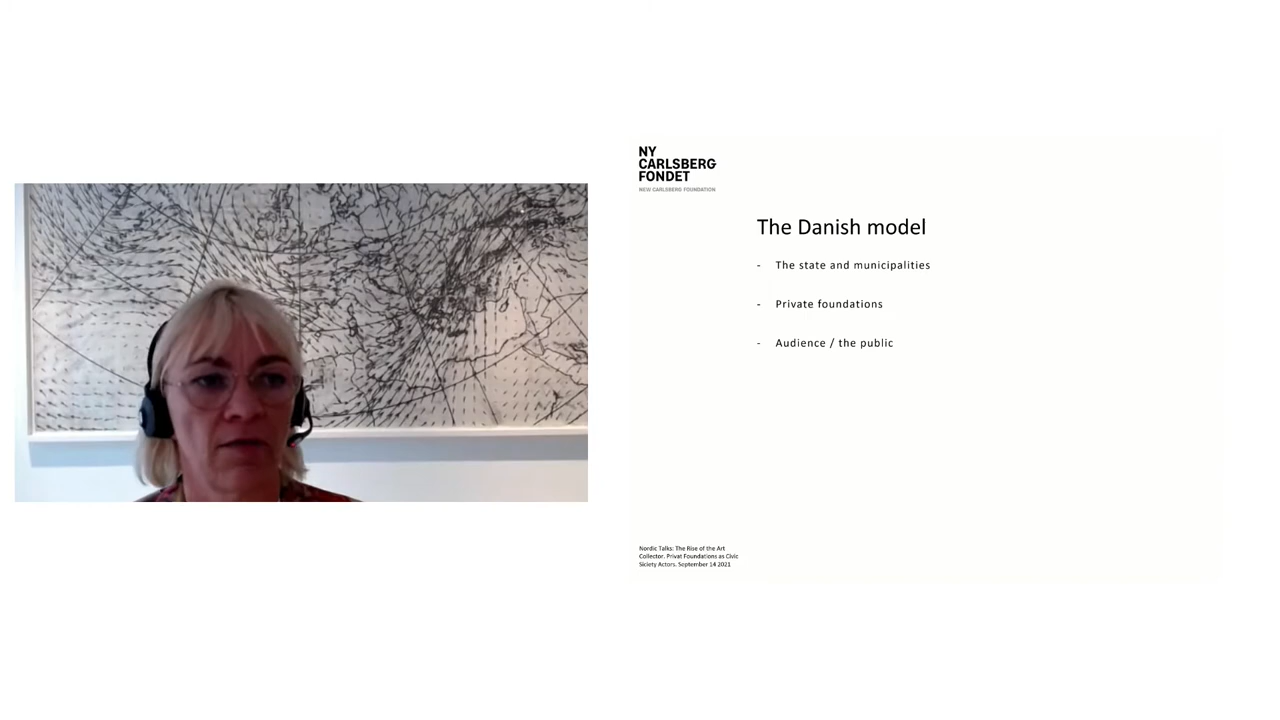 NY
CARLSBERG
FONDET
NEW CARLSBERG FOUNDATION
The Danish model
- The state and municipalities
- Private foundations
- Audience / the public
Nordic Talks: The Rise of the Art
Collector. Privat Foundations as Civic
Siciety Actors. September 14 2021